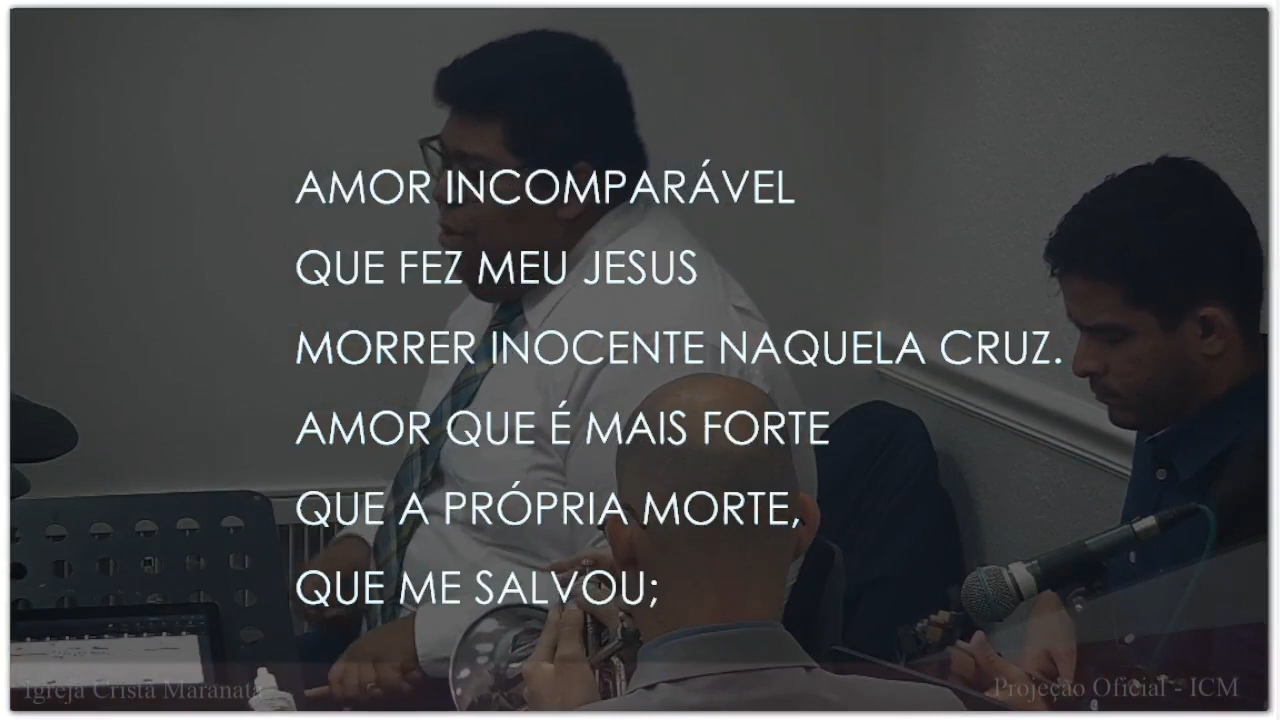 AMOR INCOMPARÁVEL
QUE FEZ MEU JESUS
MORRER INOCENTE NAQUELA CRUZ.
AMOR QUE É MAIS FORTE
QUE A PRÓPRIA MORTE,
QUE ME SALVOU;
Igreja Cristã Maranata
Projeção Oficial - ICM